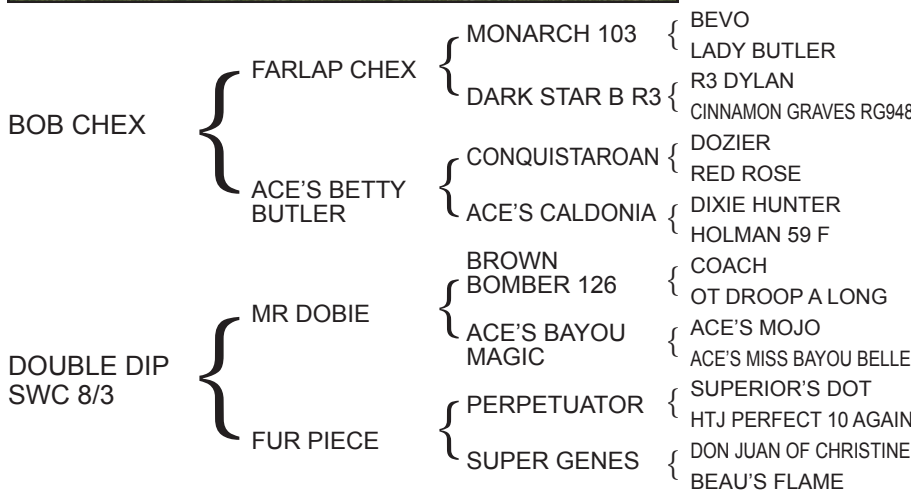 BOB CHEX
FARLAP CHEX
MONARCH 103
BEVO
LADY BUTLER
DARK STAR B R3
R3 DYLAN
CINNAMON GRAVES RG948
ACE'S BETTY
BUTLER
CONQUISTAROAN
DOZIER
RED ROSE
ACE'S CALDONIA
DIXIE HUNTER
HOLMAN 59 F
DOUBLE DIP
SWC 8/3
MR DOBIE
BROWN
BOMBER 126
COACH
OT DROOP A LONG
ACE'S BAYOU
MAGIC
ACE'S MOJO
ACE'S MISS BAYOU BELLE
FUR PIECE
PERPETUATOR
SUPERIOR'S DOT
HTJ PERFECT 10 AGAIN
SUPER GENES
DON JUAN OF CHRISTINE
BEAU'S FLAME